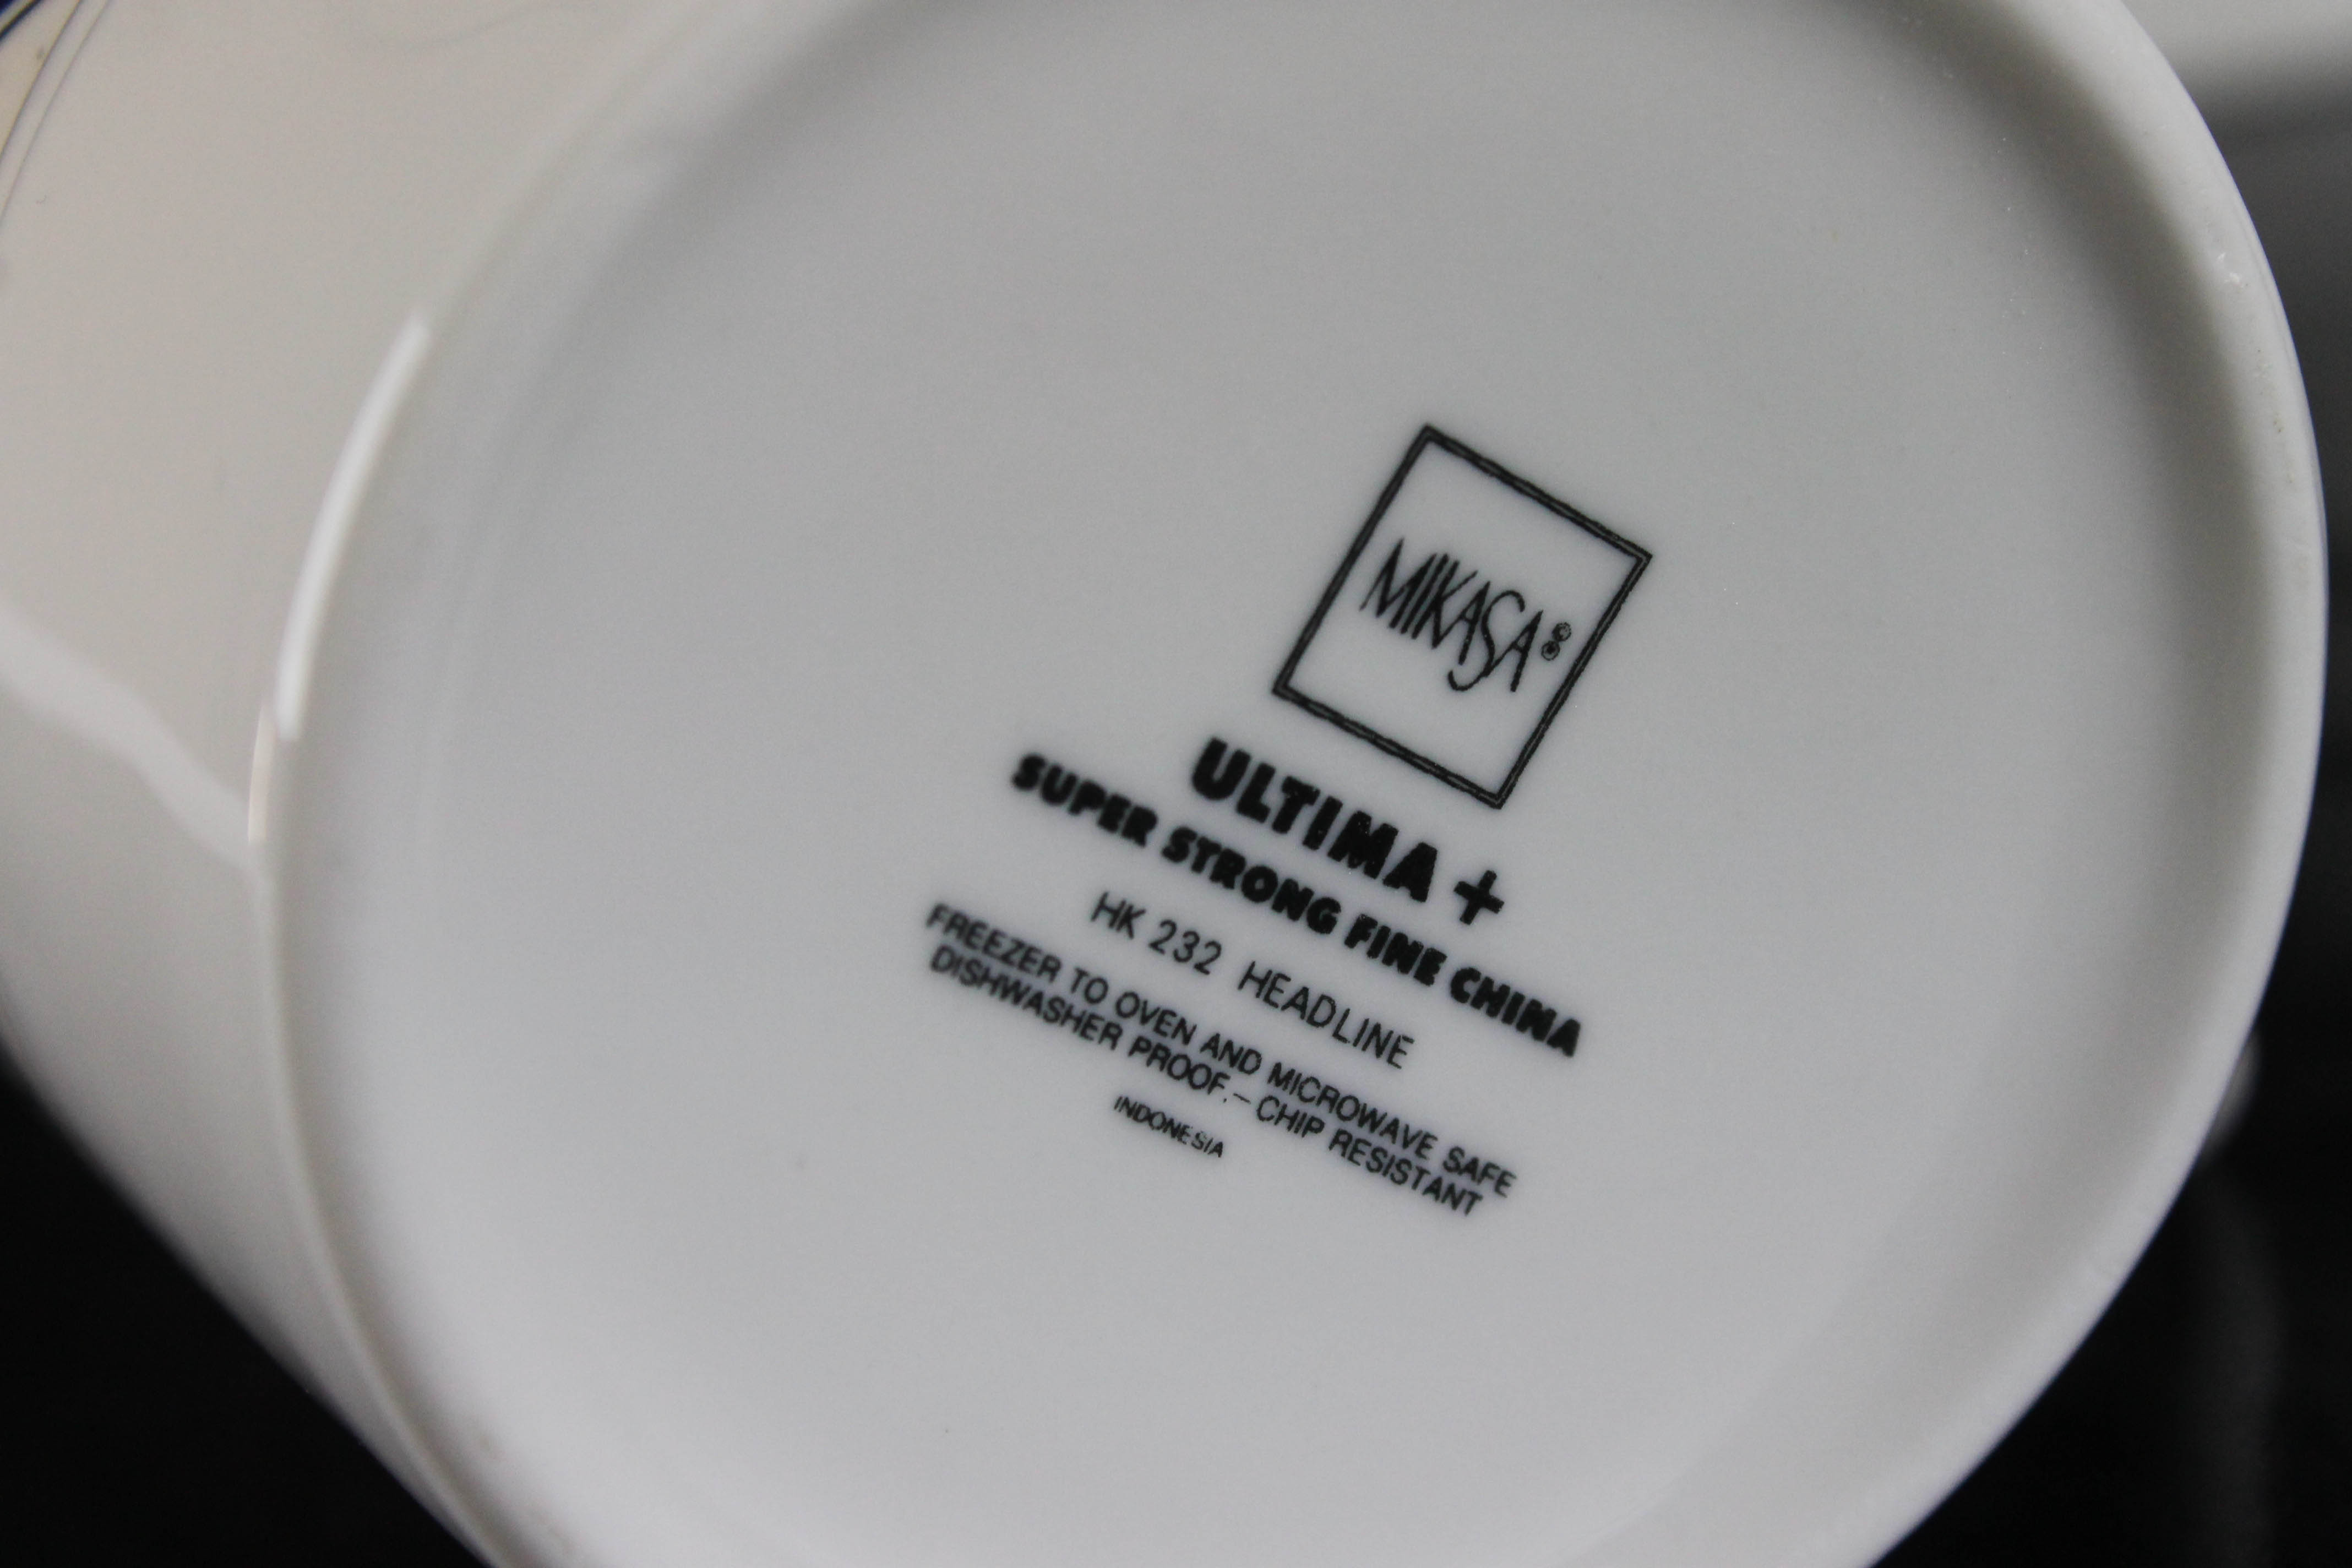 MIKASA
ULTIMA +
SUPER STRONG FINE CHINA
HK 232 HEADLINE
FREEZER TO OVEN AND MICROWAVE SAFE
DISHWASHER PROOF.– CHIP RESISTANT
INDONESIA